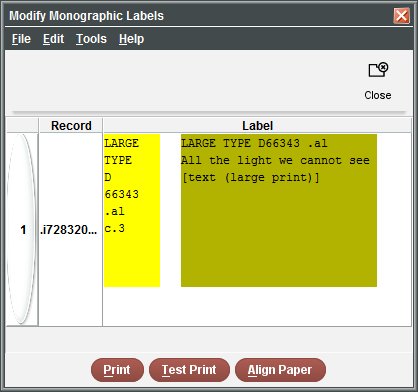 Modify Monographic Labels
File Edit Tools Help
Close
Record Label
1 .i728320...
LARGE
TYPE
D
66343
.al
c.3
LARGE TYPE D66343 .al
All the light we cannot see
[text (large print)]
Print Test Print Align Paper